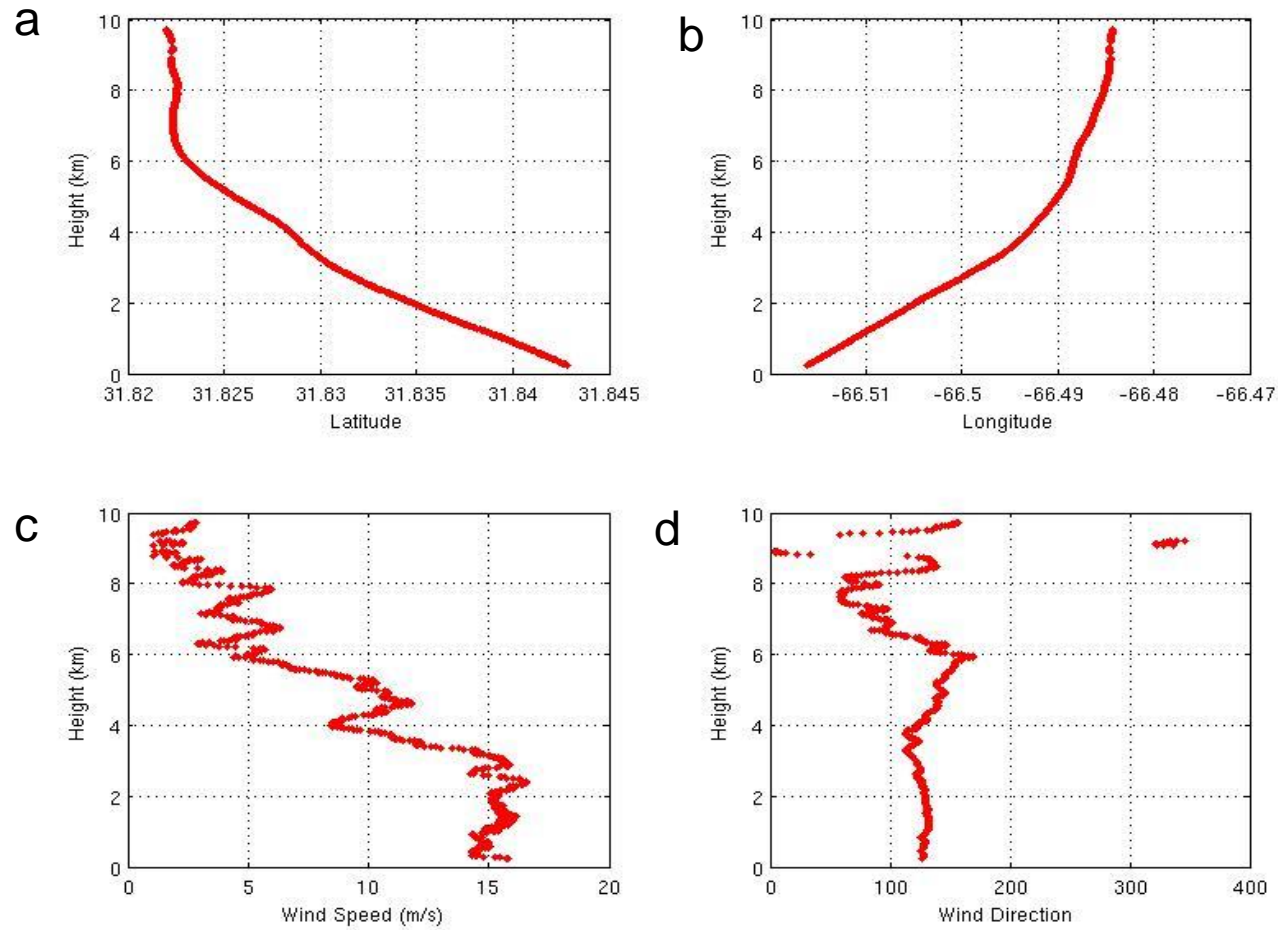 a
10
8
6
4
2
0
Height (km)
31.82 31.825 31.83 31.835 31.84 31.845
Latitude
b
10
8
6
4
2
0
Height (km)
-66.51 -66.5 -66.49 -66.48 -66.47
Longitude
c
10
8
6
4
2
0
Height (km)
0 5 10 15 20
Wind Speed (m/s)
d
10
8
6
4
2
0
Height (km)
0 100 200 300 400
Wind Direction